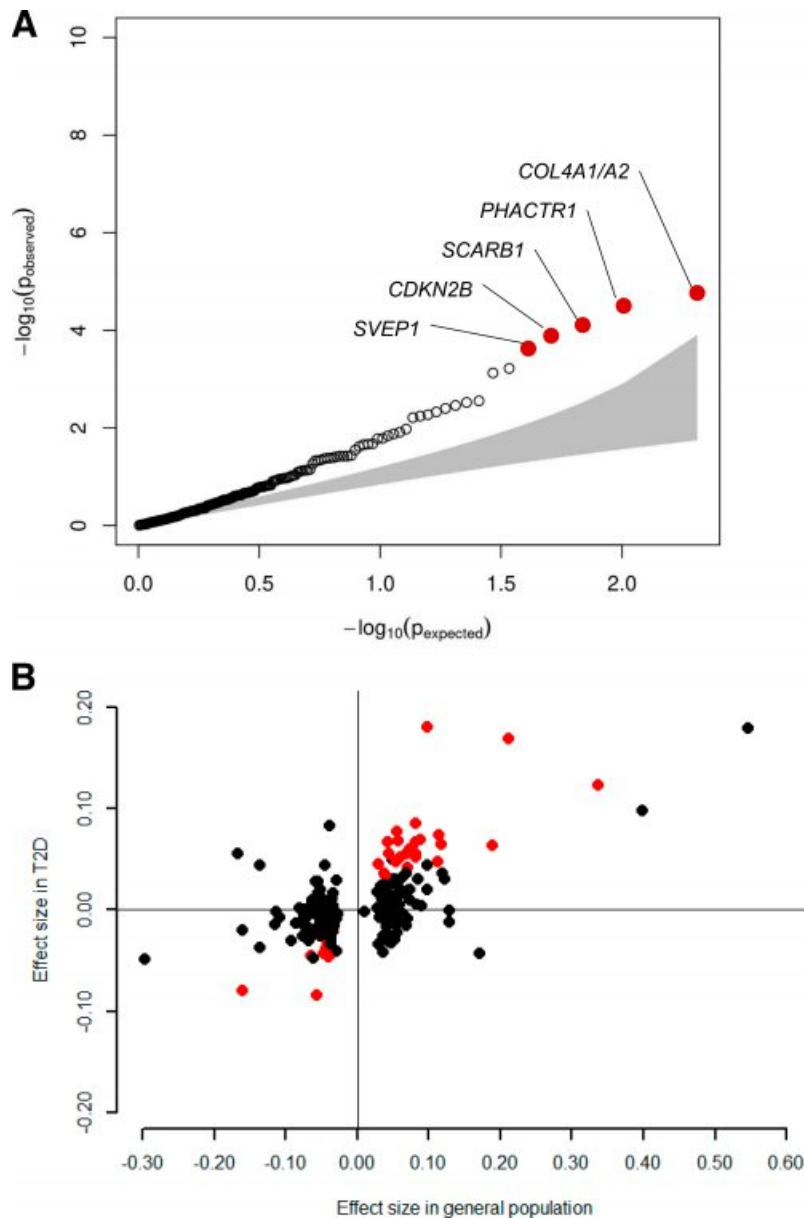 A
10
8
6
4
2
0
−log10(pobserved)
COL4A1/A2
PHACTR1
SCARB1
CDKN2B
SVEP1
0.0 0.5 1.0 1.5 2.0
−log10(pexpected)
B
0.20
0.10
0.00
-0.10
-0.20
Effect size in T2D
-0.30 -0.20 -0.10 0.00 0.10 0.20 0.30 0.40 0.50 0.60
Effect size in general population